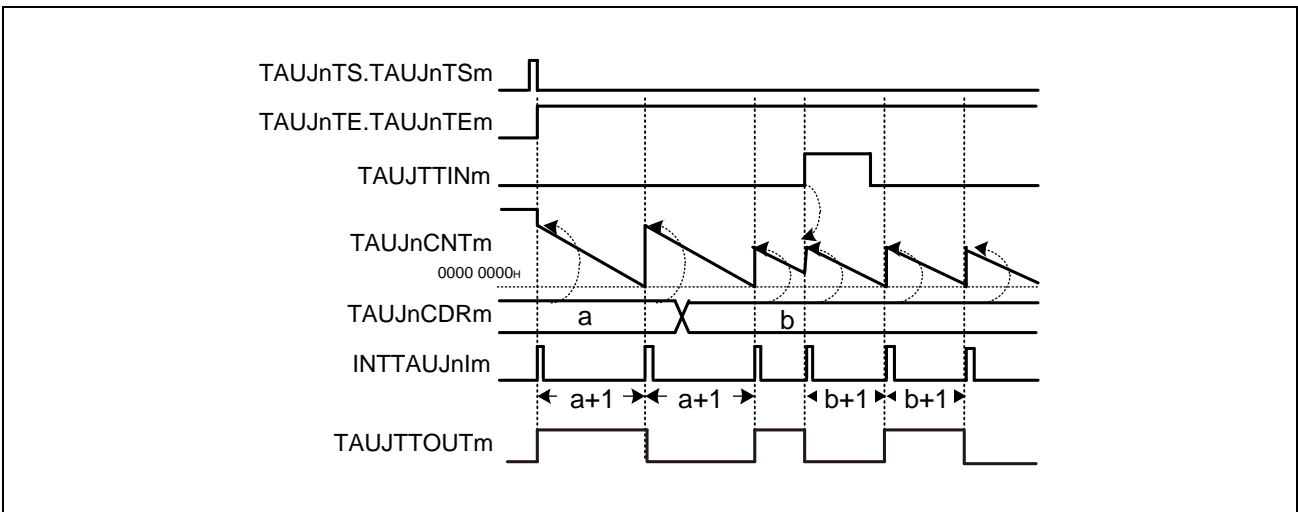 TAUJnTS.TAUJnTSm
TAUJnTE.TAUJnTEm
TAUJTTINm
TAUJnCNTm
0000 0000H
TAUJnCDRm
a
b
INTTAUJnIm
a+1
a+1
b+1
b+1
TAUJTTOUTm